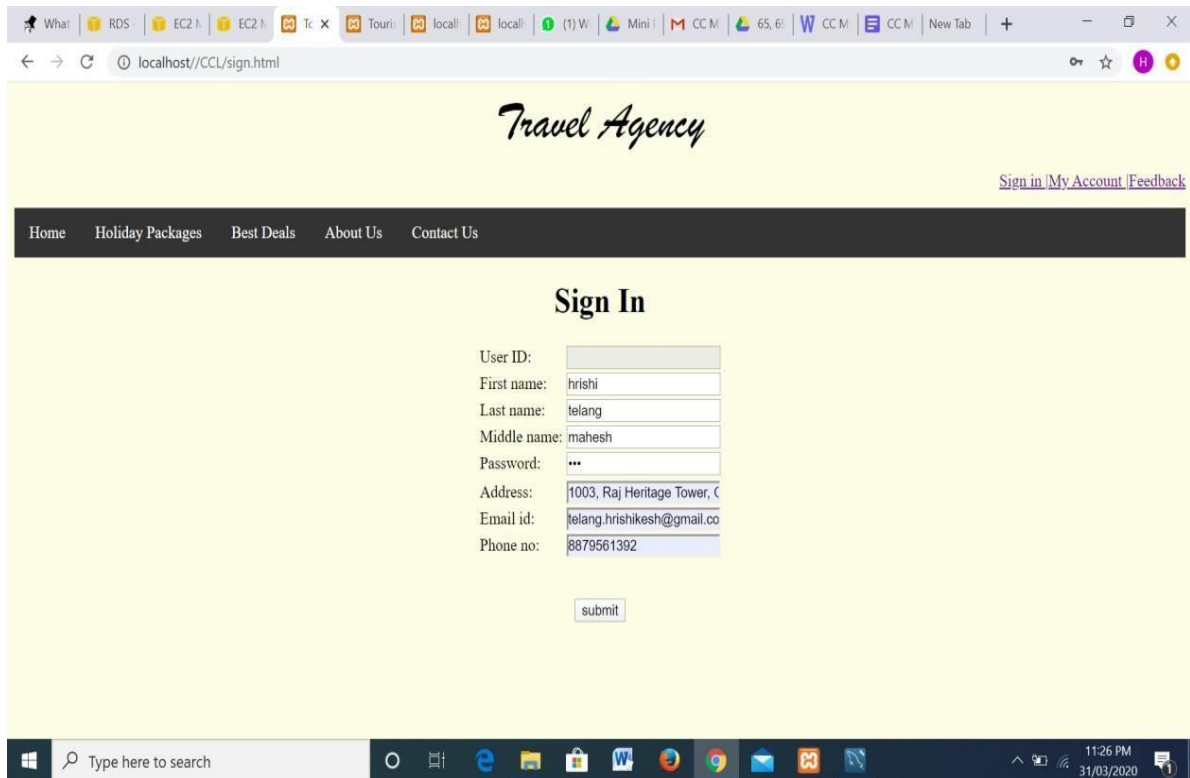 What RDS EC2 M EC2 M Tc Touri locall locall (1) W Mini CC M 65, 6 CC M CC M New Tab
localhost//CCL/sign.html H
Travel Agency
Sign in |My Account |Feedback
Home Holiday Packages Best Deals About Us Contact Us
Sign In
User ID:
First name: hrishi
Last name: telang
Middle name: mahesh
Password: •••
Address: 1003, Raj Heritage Tower,
Email id: telang.hrishikesh@gmail.co
Phone no: 8879561392
submit
Type here to search
11:26 PM
31/03/2020